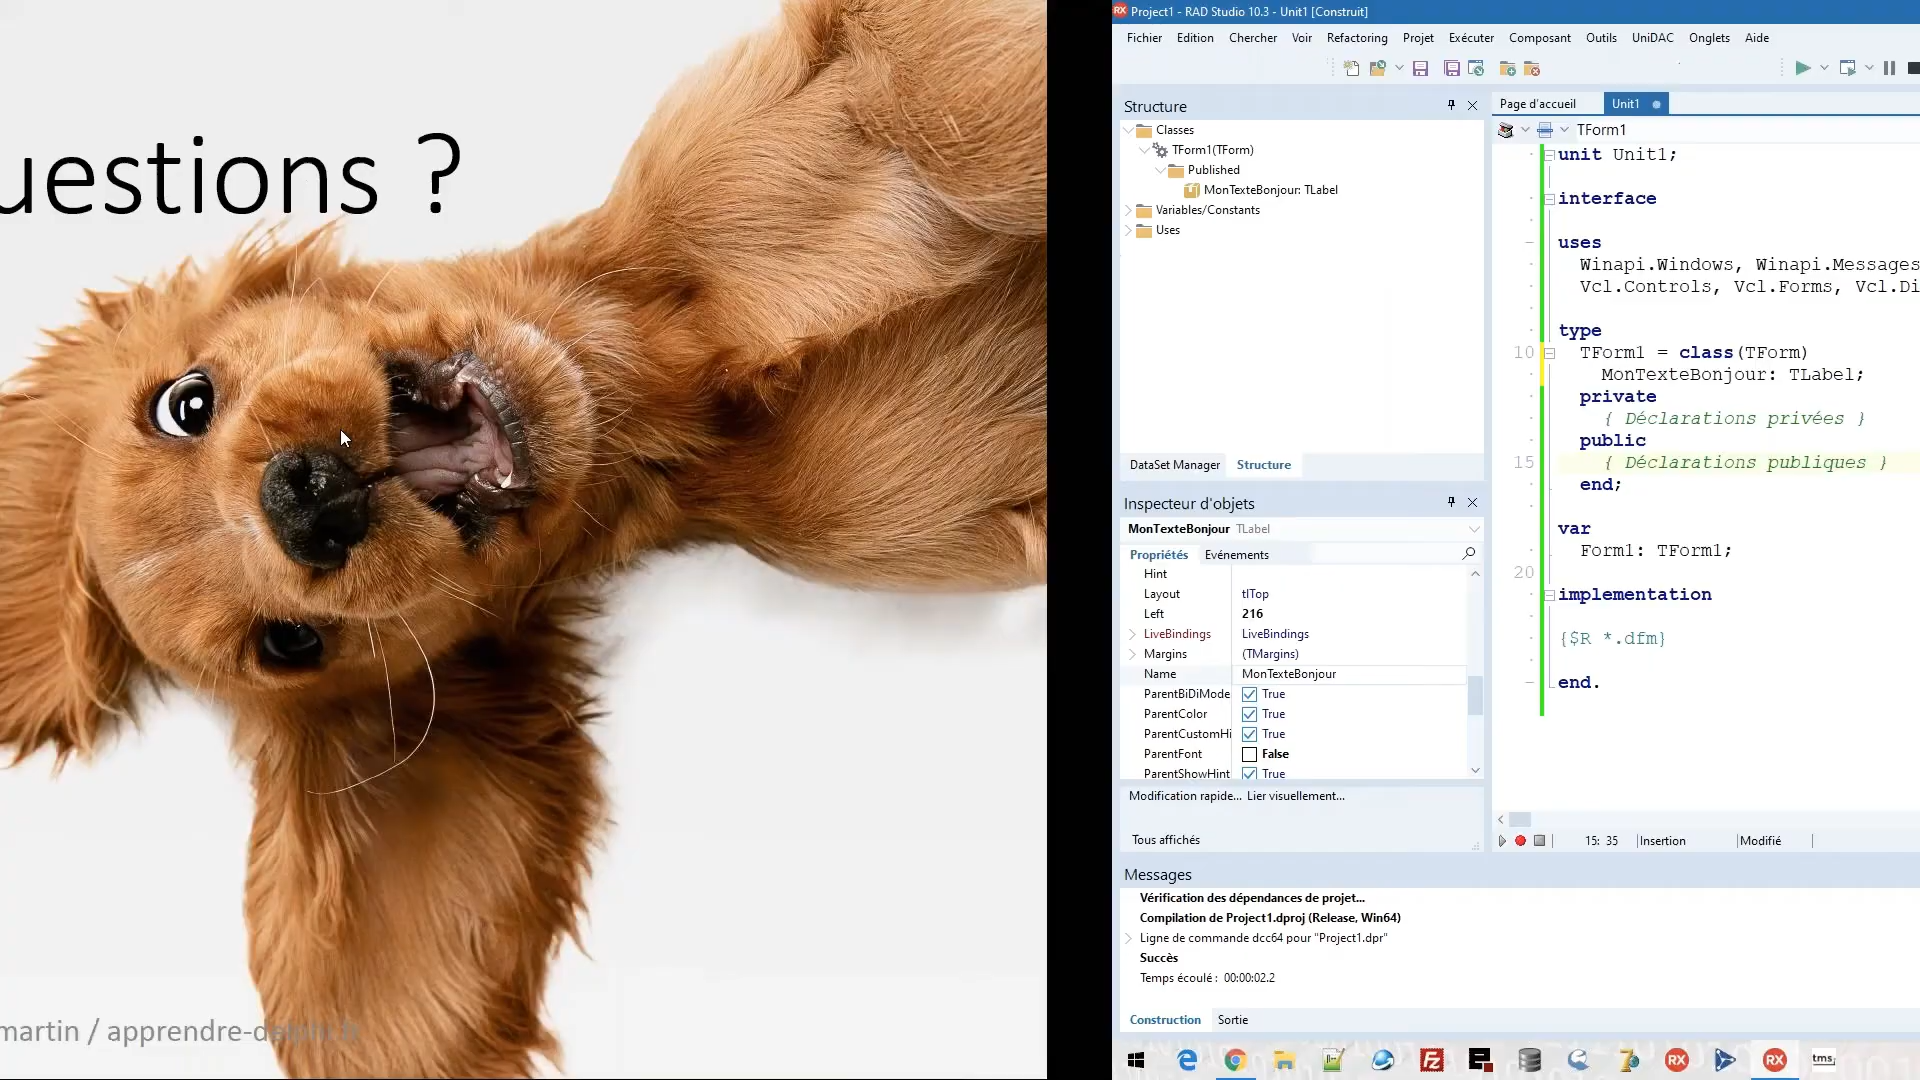 uestions ?
martin / apprendre-delphi.fr
Project1 - RAD Studio 10.3 - Unit1 [Construit]
Fichier Edition Chercher Voir Refactoring Projet Exécuter Composant Outils UniDAC Onglets Aide
Structure
Classes
TForm1(TForm)
Published
MonTexteBonjour: TLabel
Variables/Constants
Uses
DataSet Manager Structure
Inspecteur d'objets
MonTexteBonjour TLabel
Propriétés Evénements
Hint
Layout tlTop
Left 216
LiveBindings LiveBindings
Margins (TMargins)
Name MonTexteBonjour
ParentBiDiMode True
ParentColor True
ParentCustomHi True
ParentFont False
ParentShowHint True
Modification rapide... Lier visuellement...
Tous affichés
Page d'accueil Unit1
TForm1
unit Unit1;
interface
uses
Winapi.Windows, Winapi.Messages
Vcl.Controls, Vcl.Forms, Vcl.Di
type
10 TForm1 = class(TForm)
MonTexteBonjour: TLabel;
private
{ Déclarations privées }
public
15 { Déclarations publiques }
end;
var
Form1: TForm1;
20
implementation
{$R *.dfm}
end.
15: 35 Insertion Modifié
Messages
Vérification des dépendances de projet...
Compilation de Project1.dproj (Release, Win64)
Ligne de commande dcc64 pour "Project1.dpr"
Succès
Temps écoulé : 00:00:02.2
Construction Sortie
RX RX tms